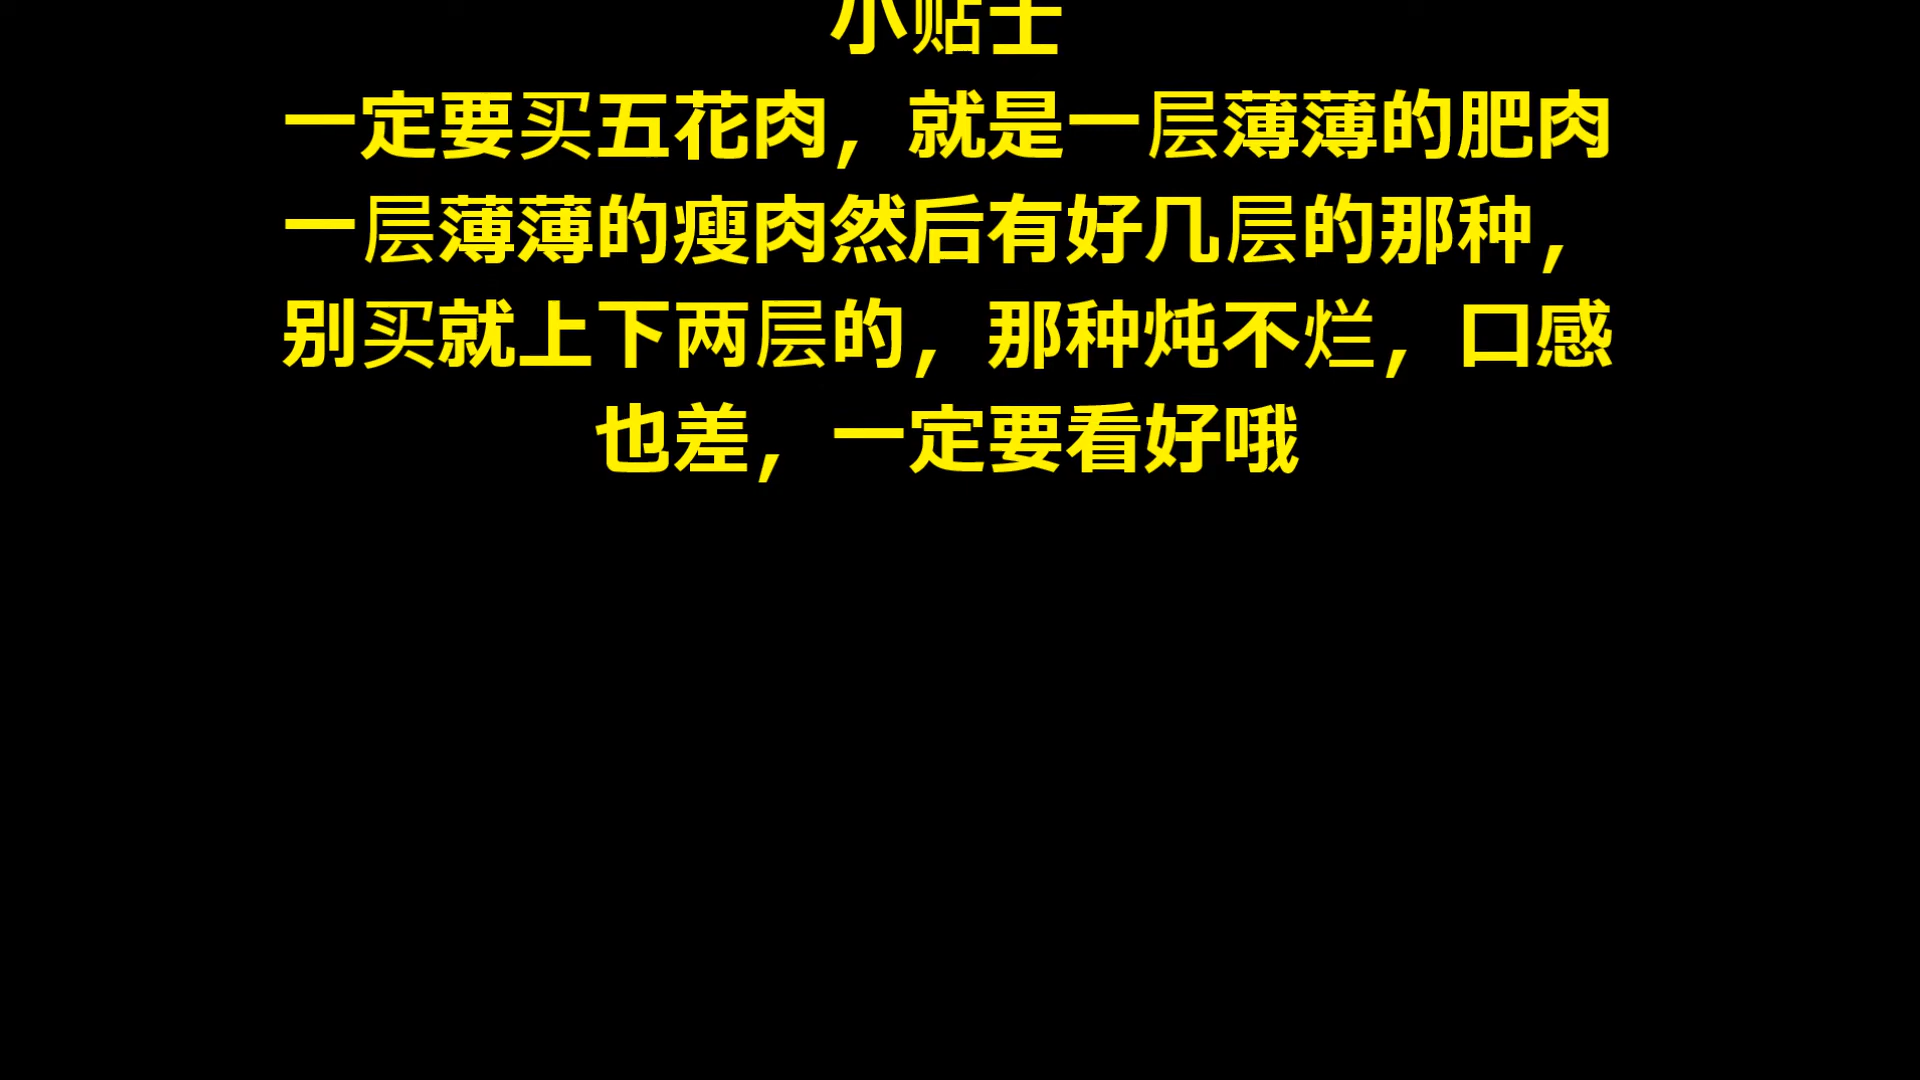 小贴士
一定要买五花肉，就是一层薄薄的肥肉
一层薄薄的瘦肉然后有好几层的那种，
别买就上下两层的，那种炖不烂，口感
也差，一定要看好哦